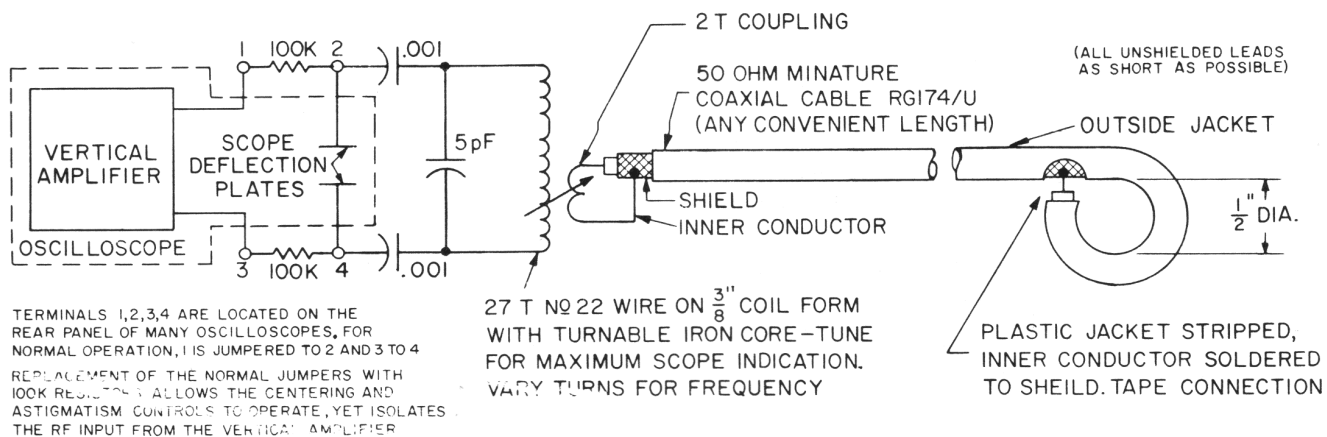 2 T COUPLING
1
100K
2
.001
(ALL UNSHIELDED LEADS
AS SHORT AS POSSIBLE)
50 OHM MINATURE
COAXIAL CABLE RG174/U
(ANY CONVENIENT LENGTH)
OUTSIDE JACKET
VERTICAL
AMPLIFIER
SCOPE
DEFLECTION
PLATES
5pF
SHIELD
INNER CONDUCTOR
1/2" DIA.
OSCILLOSCOPE
3
100K
4
.001
27 T NO 22 WIRE ON 3/8" COIL FORM
WITH TURNABLE IRON CORE-TUNE
FOR MAXIMUM SCOPE INDICATION.
VARY TURNS FOR FREQUENCY
PLASTIC JACKET STRIPPED,
INNER CONDUCTOR SOLDERED
TO SHEILD. TAPE CONNECTION
TERMINALS 1,2,3,4 ARE LOCATED ON THE
REAR PANEL OF MANY OSCILLOSCOPES. FOR
NORMAL OPERATION, 1 IS JUMPERED TO 2 AND 3 TO 4
REPLACEMENT OF THE NORMAL JUMPERS WITH
100K RESISTORS ALLOWS THE CENTERING AND
ASTIGMATISM CONTROLS TO OPERATE, YET ISOLATES
THE RF INPUT FROM THE VERTICAL AMPLIFIER